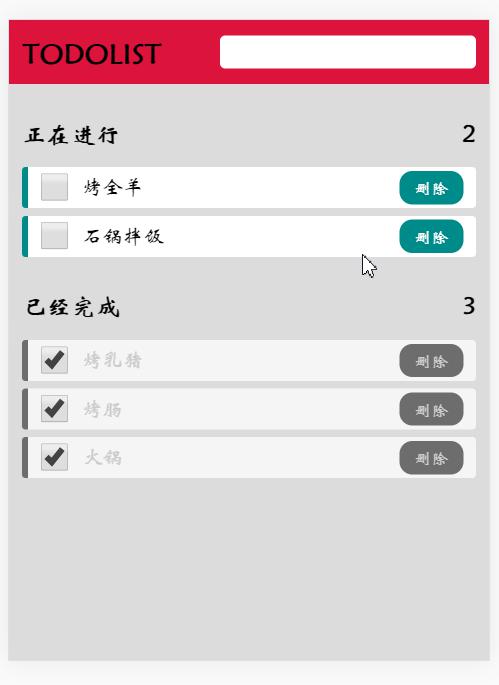 TODOLIST
正在进行 2
烤全羊 删除
石锅拌饭 删除
已经完成 3
烤乳猪 删除
烤肠 删除
火锅 删除